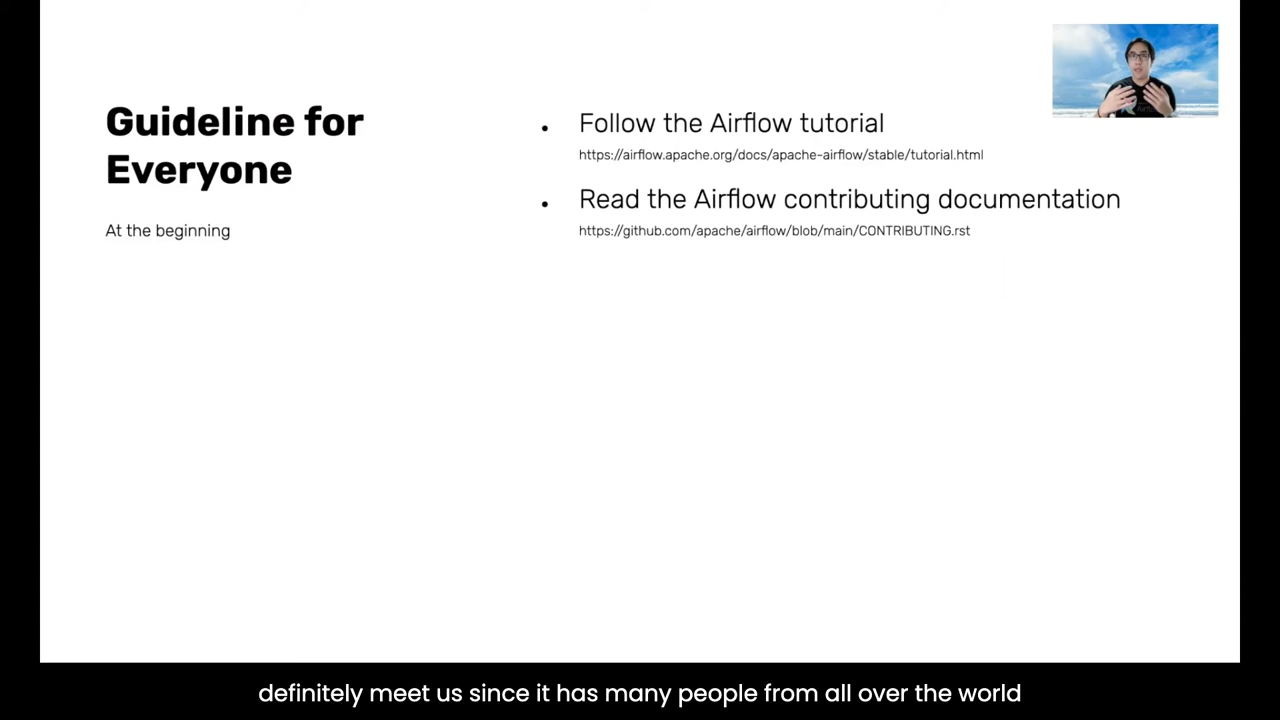 Guideline for
Everyone
At the beginning
• Follow the Airflow tutorial
https://airflow.apache.org/docs/apache-airflow/stable/tutorial.html
• Read the Airflow contributing documentation
https://github.com/apache/airflow/blob/main/CONTRIBUTING.rst
definitely meet us since it has many people from all over the world